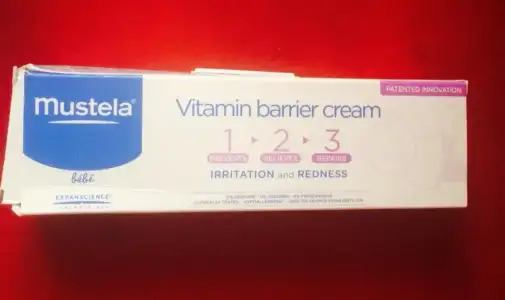 PATENTED INNOVATION
mustela®
Vitamin barrier cream
1 2 3
PREVENTS RELIEVES REPAIRS
IRRITATION and REDNESS
bébé
EXPANSCIENCE